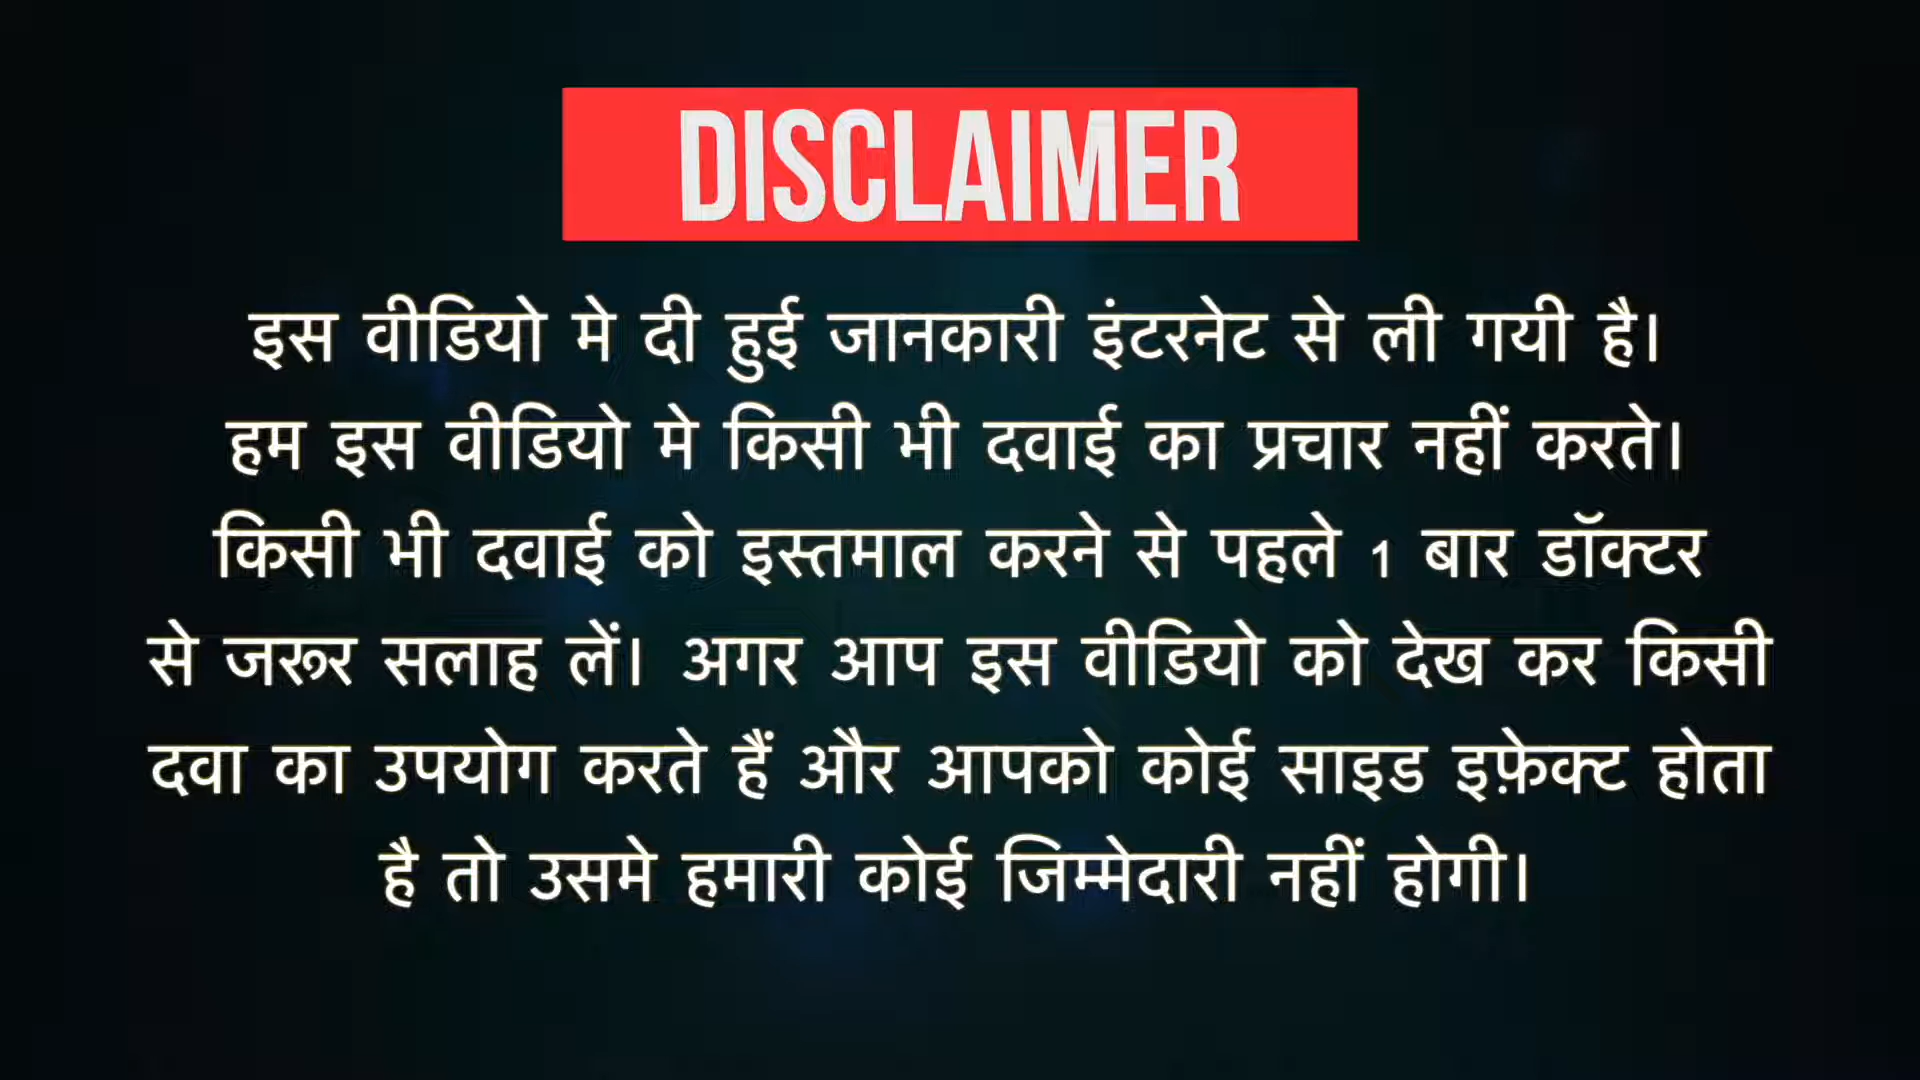 DISCLAIMER
इस वीडियो मे दी हुई जानकारी इंटरनेट से ली गयी है।
हम इस वीडियो मे किसी भी दवाई का प्रचार नहीं करते।
किसी भी दवाई को इस्तमाल करने से पहले 1 बार डॉक्टर
से जरूर सलाह लें। अगर आप इस वीडियो को देख कर किसी
दवा का उपयोग करते हैं और आपको कोई साइड इफ़ेक्ट होता
है तो उसमे हमारी कोई जिम्मेदारी नहीं होगी।